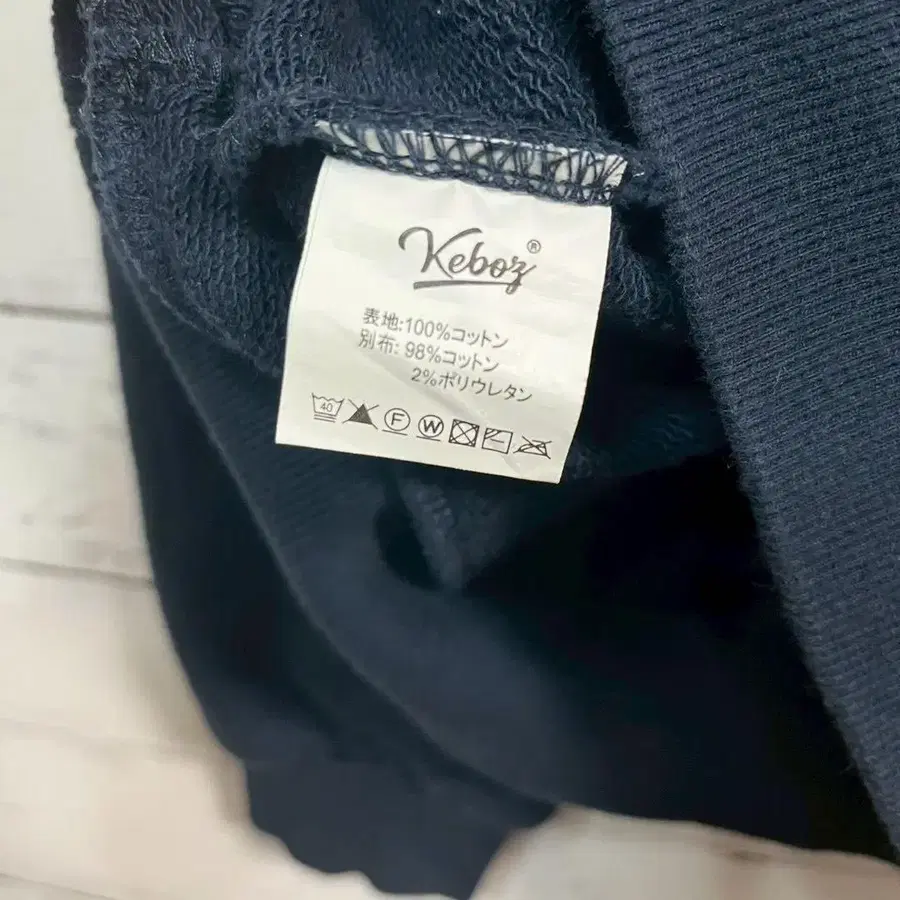 Keboz®
表地:100%コットン
別布: 98%コットン
2%ポリウレタン
40 F W